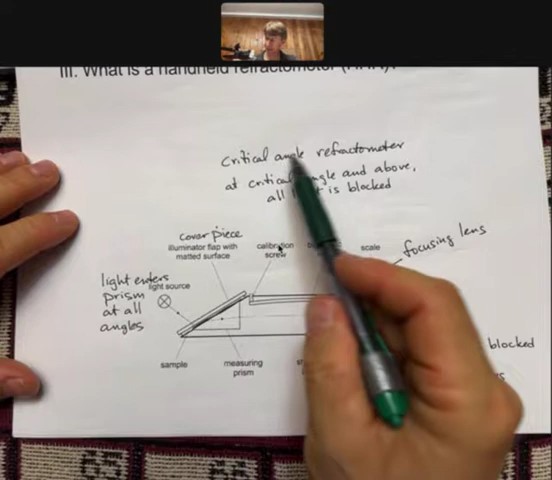 III. What is a handheld refractometer
critical angle refractometer
at critical angle and above,
all is blocked
cover piece
illuminator flap with
matted surface
calibration
screw
scale
focusing lens
light enters
prism
at all
angles
light source
sample
measuring
prism
blocked